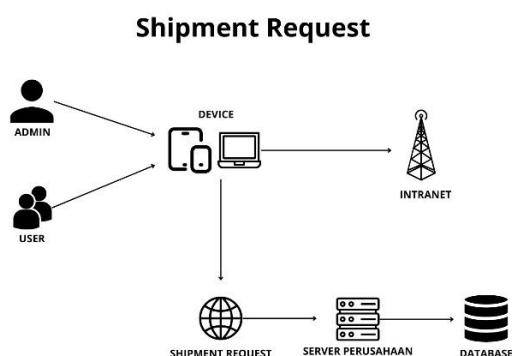 Shipment Request
ADMIN
DEVICE
INTRANET
USER
SHIPMENT REQUEST
SERVER PERUSAHAAN
DATABASE